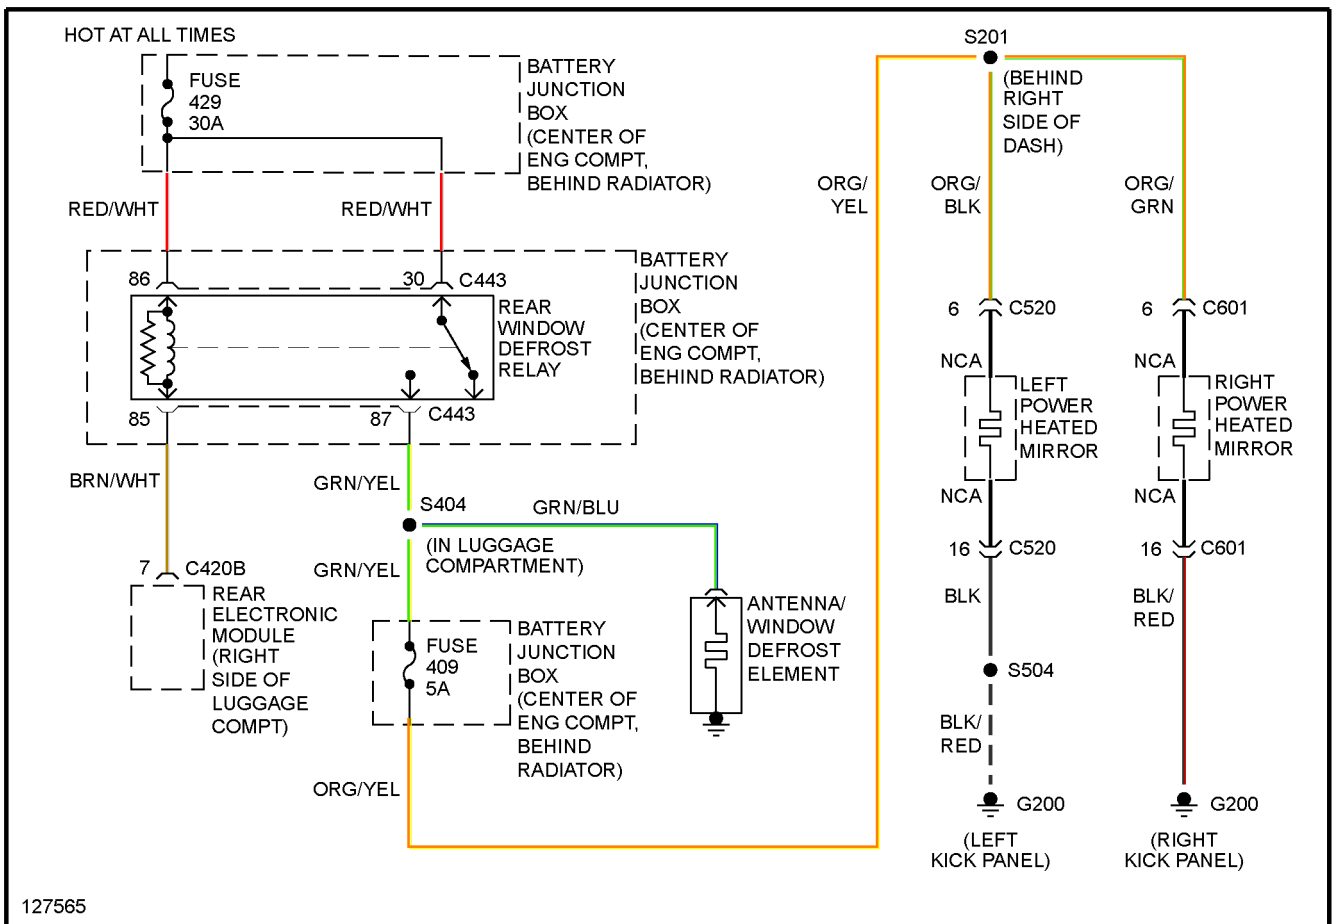 HOT AT ALL TIMES
FUSE
429
30A
BATTERY
JUNCTION
BOX
(CENTER OF
ENG COMPT,
BEHIND RADIATOR)
RED/WHT
RED/WHT
86
30
C443
REAR
WINDOW
DEFROST
RELAY
BATTERY
JUNCTION
BOX
(CENTER OF
ENG COMPT,
BEHIND RADIATOR)
85
87
C443
BRN/WHT
GRN/YEL
S404
GRN/BLU
(IN LUGGAGE
COMPARTMENT)
GRN/YEL
7
C420B
REAR
ELECTRONIC
MODULE
(RIGHT
SIDE OF
LUGGAGE
COMPT)
FUSE
409
5A
BATTERY
JUNCTION
BOX
(CENTER OF
ENG COMPT,
BEHIND
RADIATOR)
ANTENNA/
WINDOW
DEFROST
ELEMENT
ORG/YEL
S201
(BEHIND
RIGHT
SIDE OF
DASH)
ORG/
YEL
ORG/
BLK
ORG/
GRN
6
C520
6
C601
NCA
NCA
LEFT
POWER
HEATED
MIRROR
RIGHT
POWER
HEATED
MIRROR
NCA
NCA
16
C520
16
C601
BLK
BLK/
RED
S504
BLK/
RED
G200
G200
(LEFT
KICK PANEL)
(RIGHT
KICK PANEL)
127565